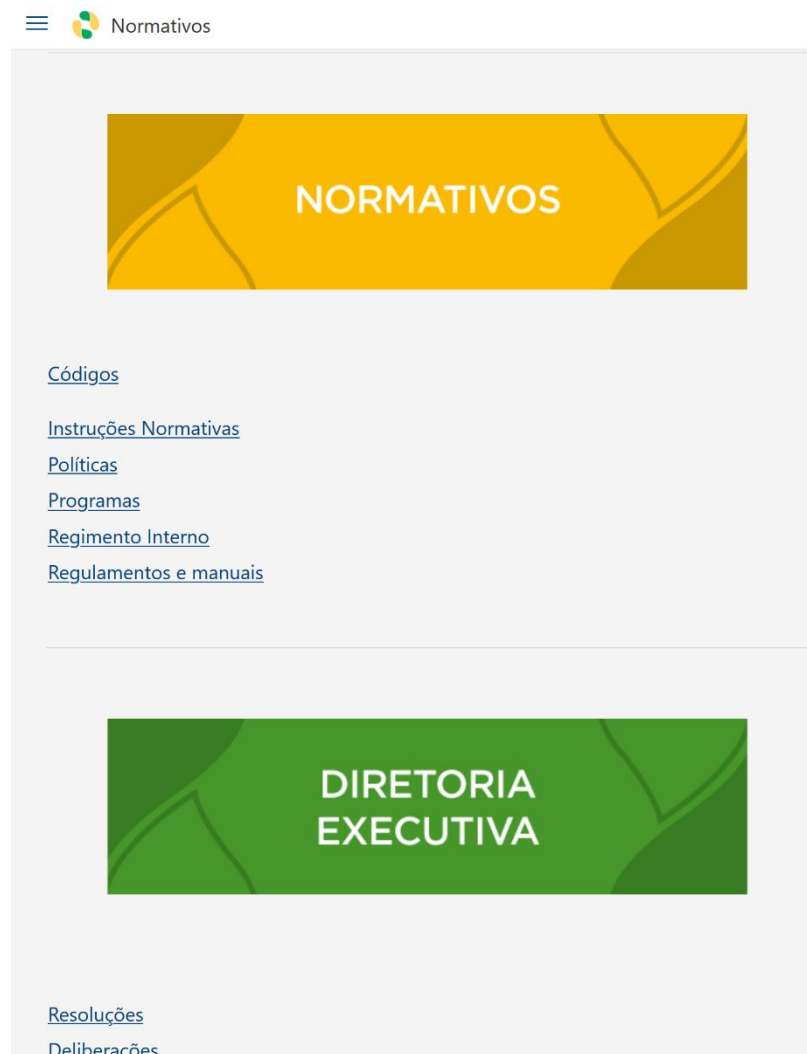 Normativos
NORMATIVOS
Códigos
Instruções Normativas
Políticas
Programas
Regimento Interno
Regulamentos e manuais
DIRETORIA
EXECUTIVA
Resoluções
Deliberações